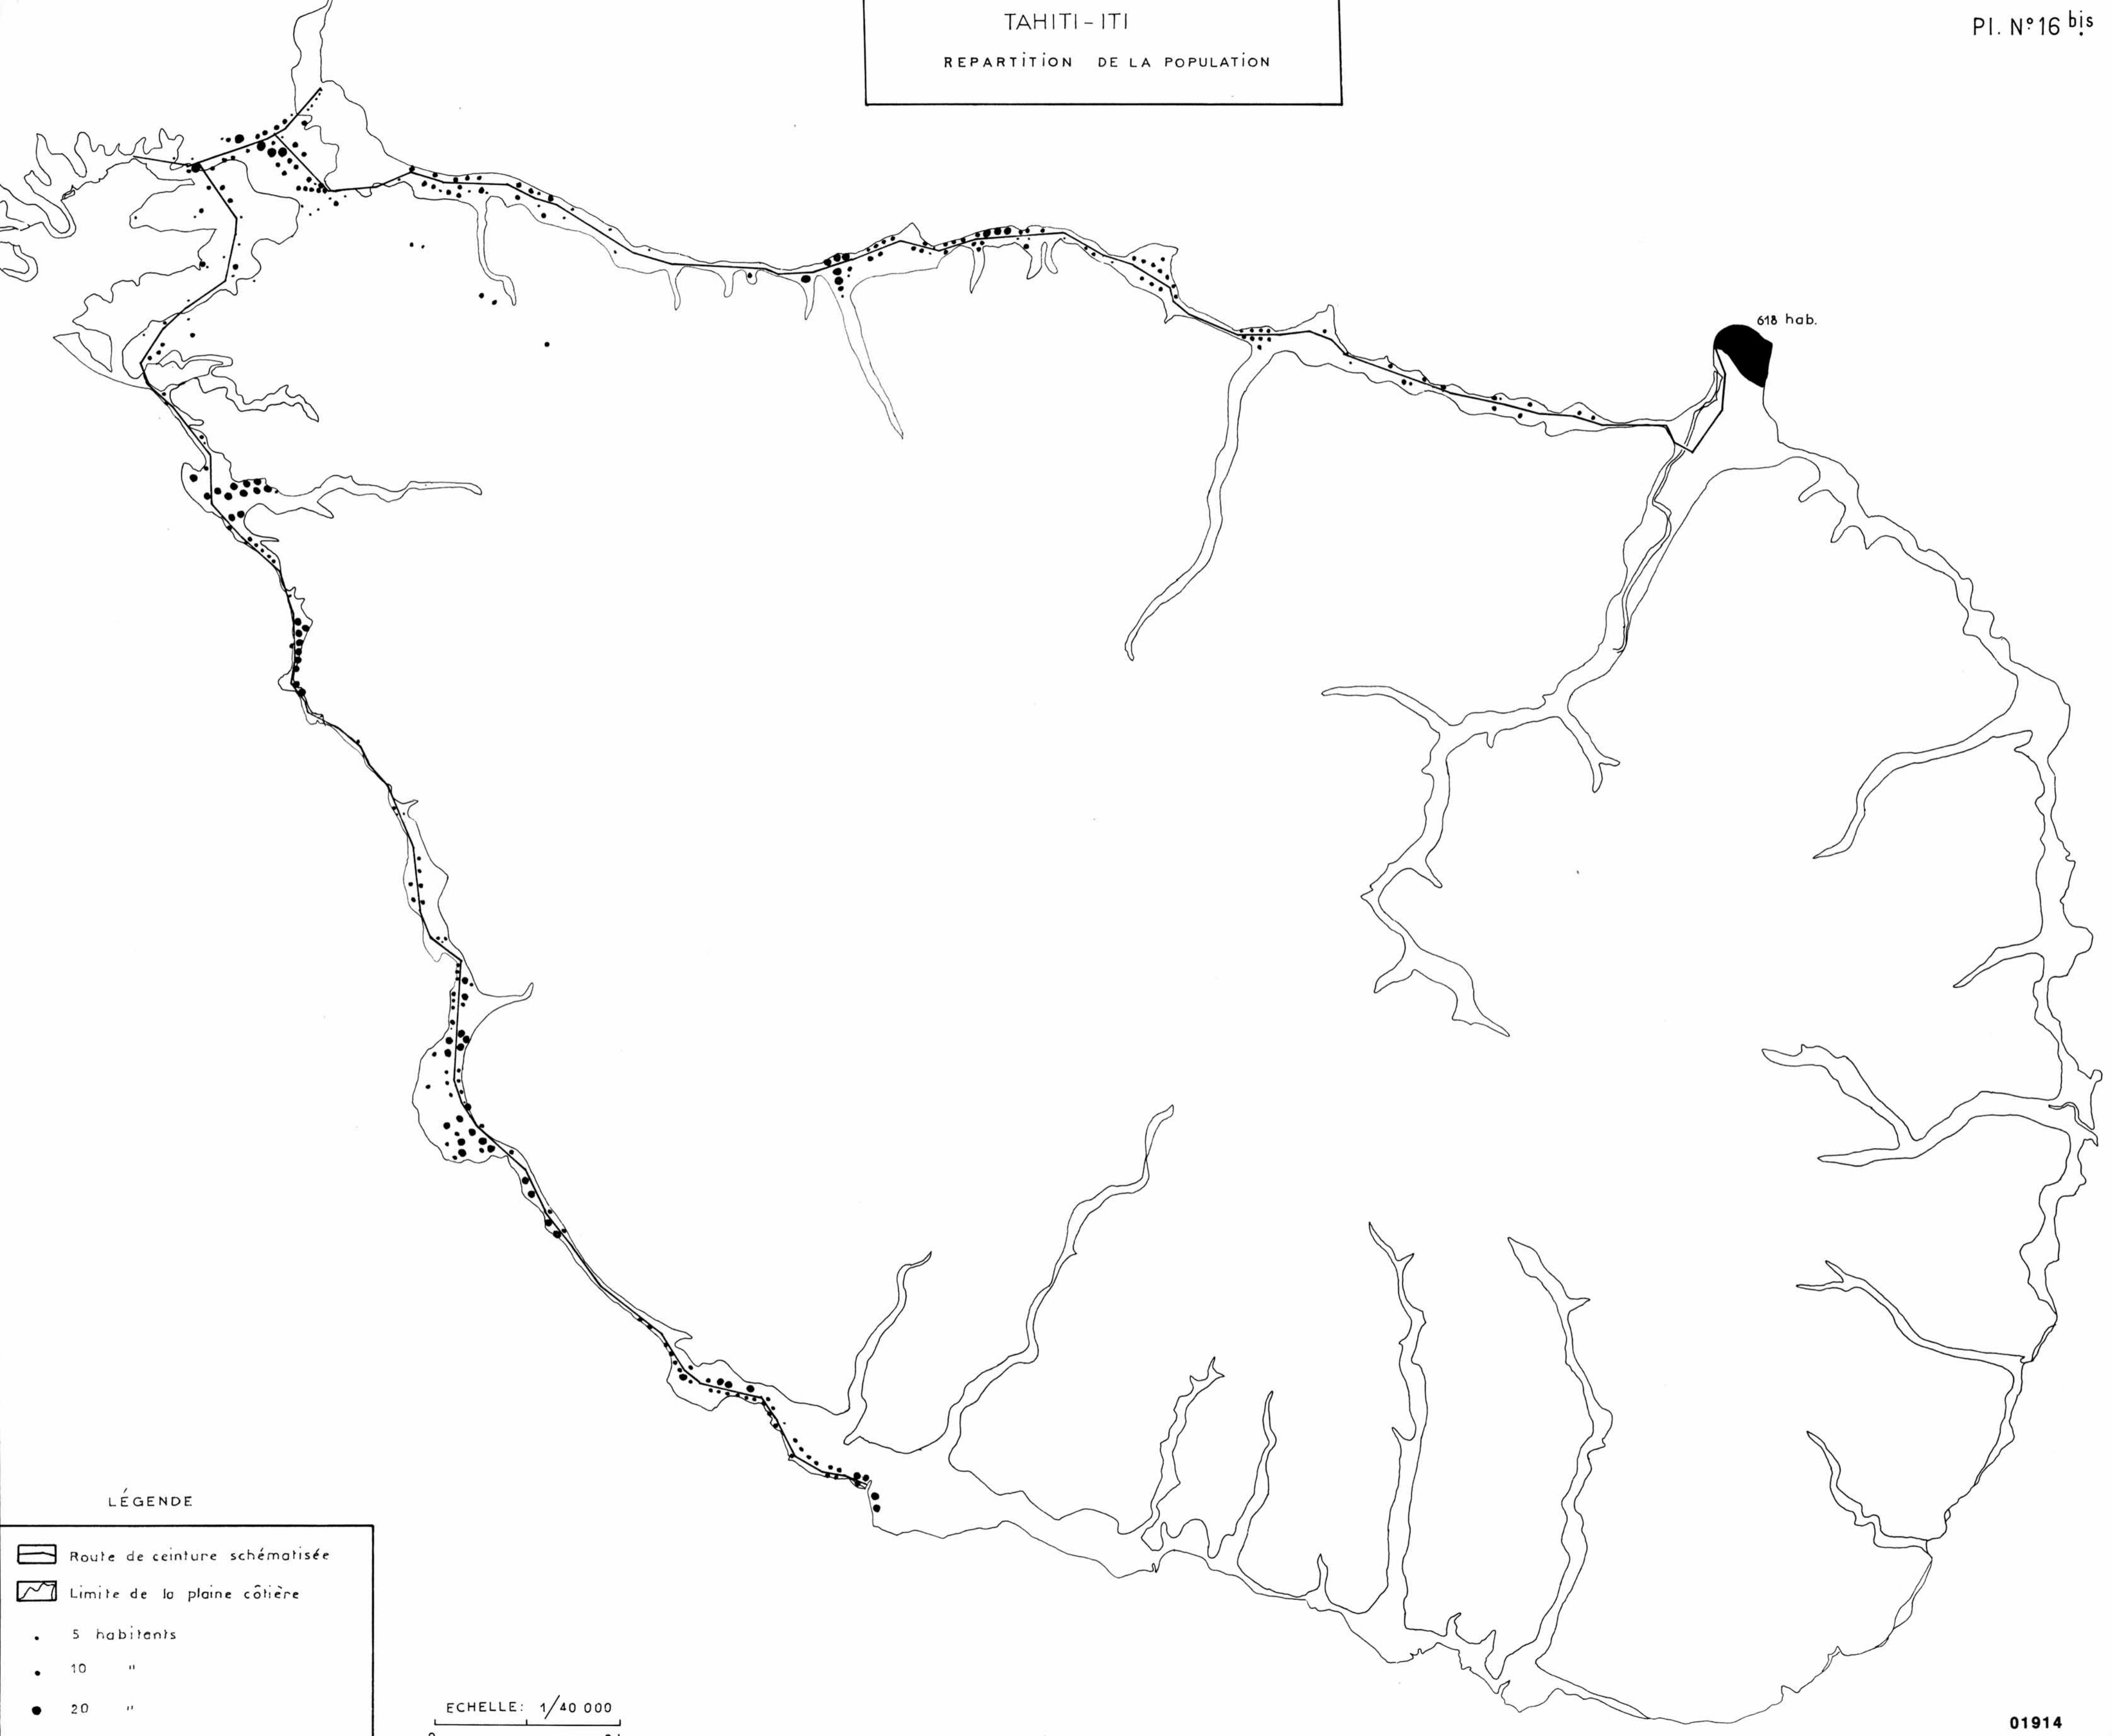 TAHITI - ITI
REPARTITION DE LA POPULATION
Pl. N° 16 bis
618 hab.
LÉGENDE
Route de ceinture schématisée
Limite de la plaine côtière
5 habitants
10 "
20 "
ECHELLE: 1/40 000
01914